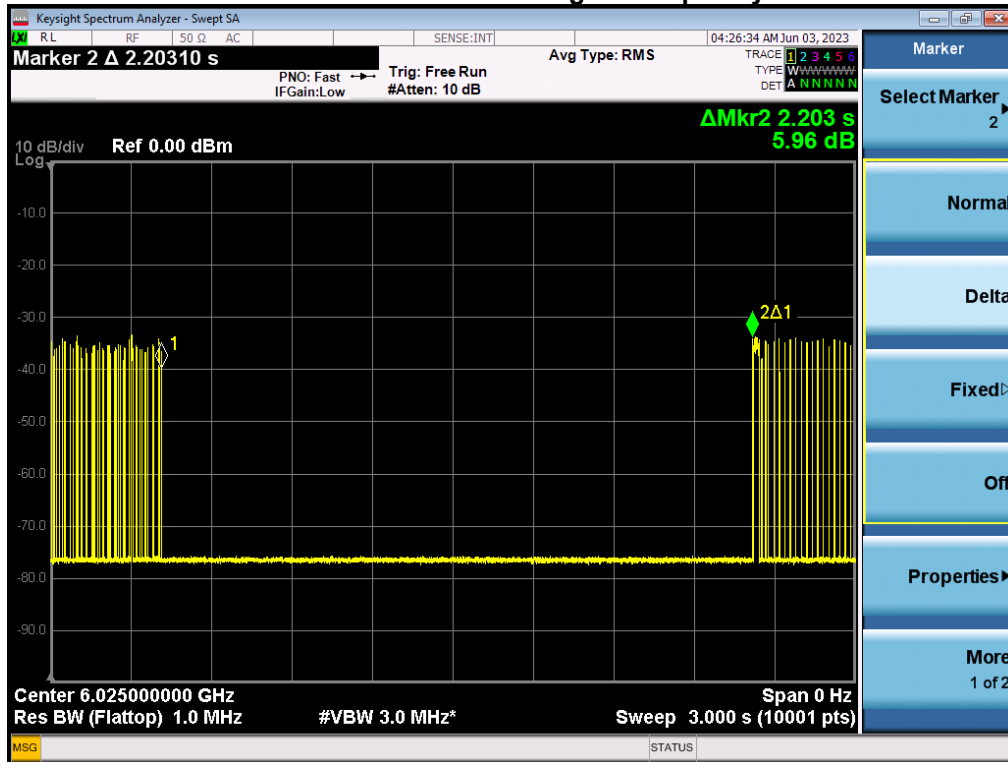 Keysight Spectrum Analyzer - Swept SA
LXI RL RF 50 Ω AC SENSE:INT 04:26:34 AM Jun 03, 2023
Marker 2 Δ 2.20310 s
PNO: Fast
IFGain:Low
Trig: Free Run
#Atten: 10 dB
Avg Type: RMS
TRACE 1 2 3 4 5 6
TYPE WWWWWW
DET A N N N N N
ΔMkr2 2.203 s
5.96 dB
10 dB/div Ref 0.00 dBm
Log
-10.0
-20.0
-30.0
-40.0
-50.0
-60.0
-70.0
-80.0
-90.0
1
2Δ1
Center 6.025000000 GHz
Span 0 Hz
Res BW (Flattop) 1.0 MHz #VBW 3.0 MHz* Sweep 3.000 s (10001 pts)
MSG STATUS
Marker
Select Marker
2
Normal
Delta
Fixed
Off
Properties
More
1 of 2